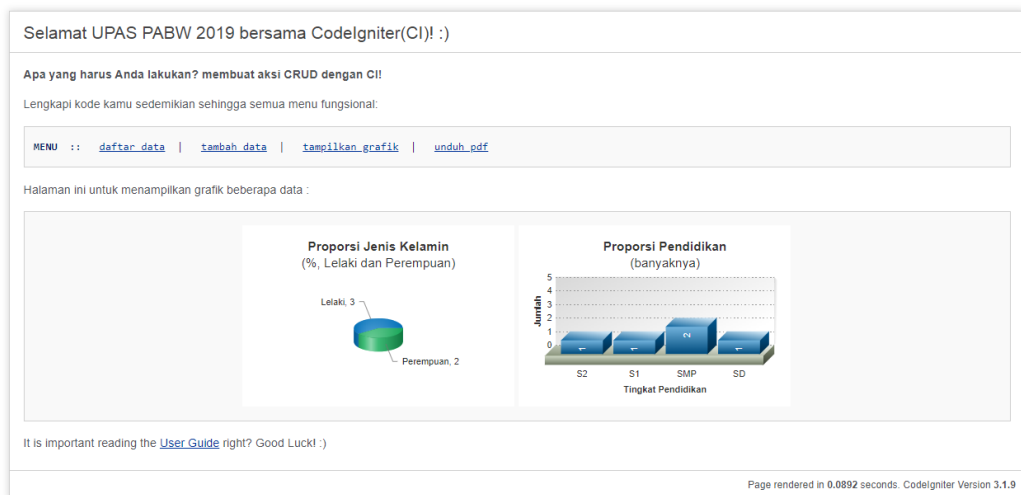 Selamat UPAS PABW 2019 bersama CodeIgniter(CI)! :)
Apa yang harus Anda lakukan? membuat aksi CRUD dengan CI!
Lengkapi kode kamu sedemikian sehingga semua menu fungsional:
MENU :: daftar data | tambah data | tampilkan grafik | unduh pdf
Halaman ini untuk menampilkan grafik beberapa data :
Proporsi Jenis Kelamin
(%, Lelaki dan Perempuan)
Lelaki, 3
Perempuan, 2
Proporsi Pendidikan
(banyaknya)
Jumlah
5
4
3
2
1
0
1
1
2
1
S2 S1 SMP SD
Tingkat Pendidikan
It is important reading the User Guide right? Good Luck! :)
Page rendered in 0.0892 seconds. CodeIgniter Version 3.1.9